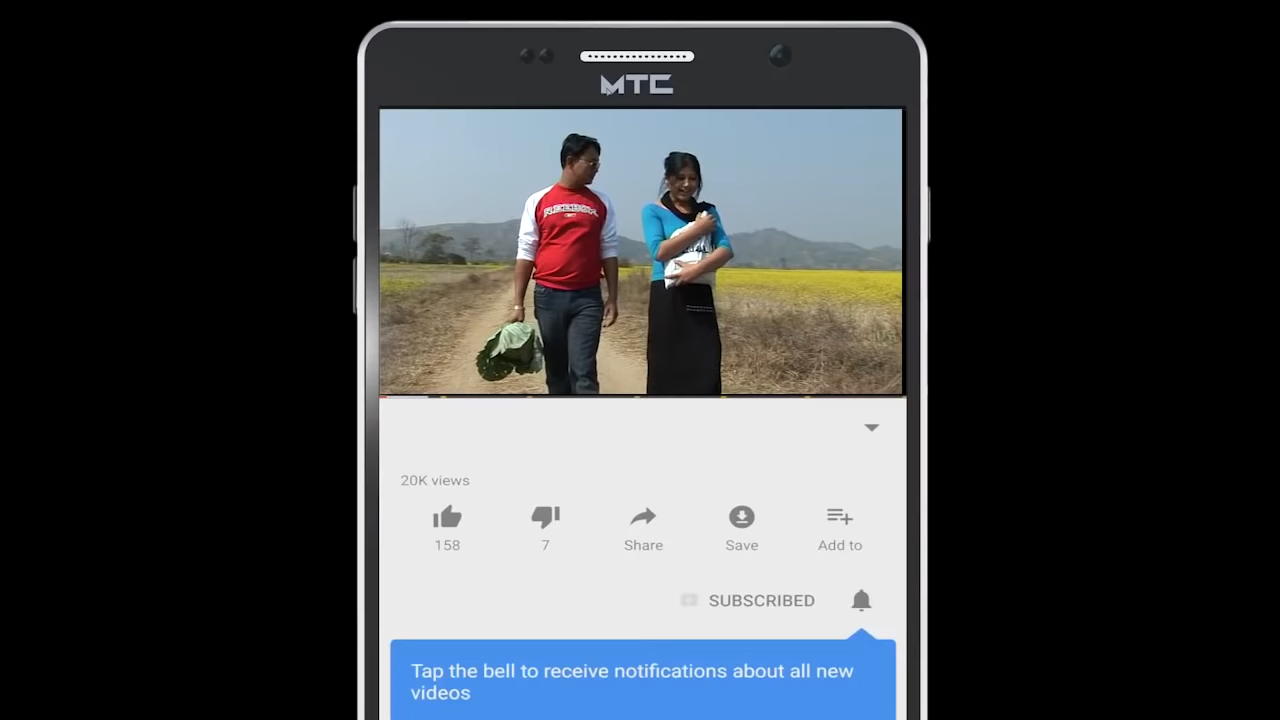 MTC
REEBOK
20K views
158
7
Share
Save
Add to
SUBSCRIBED
Tap the bell to receive notifications about all new
videos